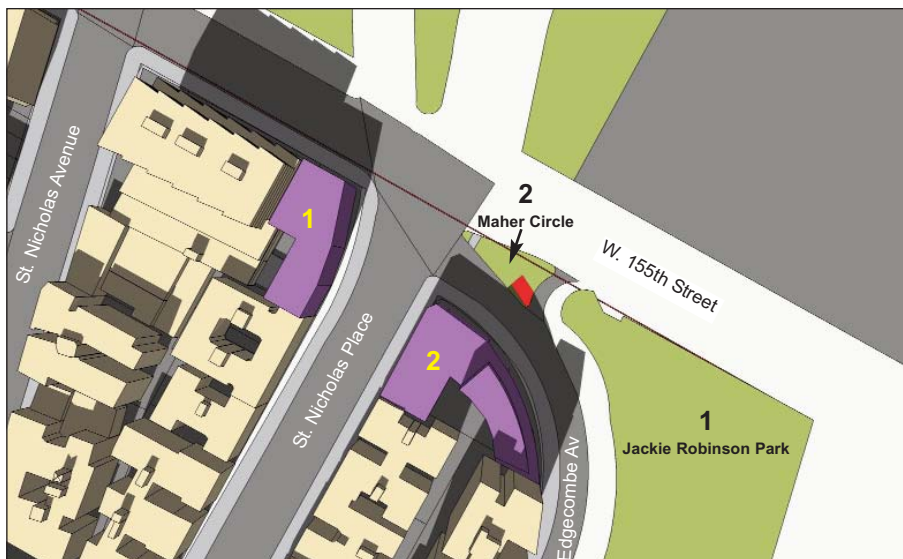 St. Nicholas Avenue
1
St. Nicholas Place
2
2
Maher Circle
W. 155th Street
1
Jackie Robinson Park
Edgecombe Av